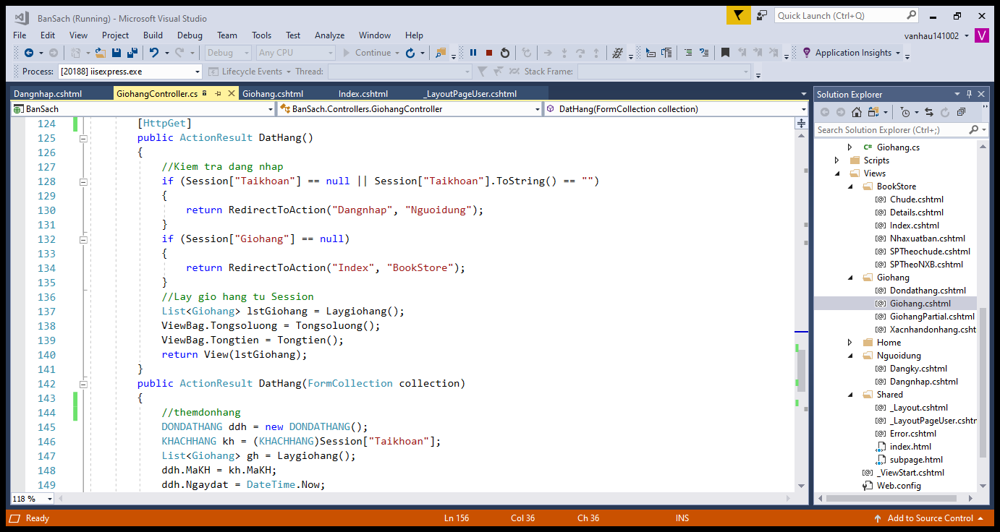 BanSach (Running) - Microsoft Visual Studio
Quick Launch (Ctrl+Q)
File Edit View Project Build Debug Team Tools Test Analyze Window Help
vanhau141002 V
Debug Any CPU Continue Application Insights
Process: [20188] iisexpress.exe Lifecycle Events Thread: Stack Frame:
Dangnhap.cshtml GiohangController.cs Giohang.cshtml Index.cshtml _LayoutPageUser.cshtml
BanSach BanSach.Controllers.GiohangController DatHang(FormCollection collection)
124 [HttpGet]
125 public ActionResult DatHang()
126 {
127 //Kiem tra dang nhap
128 if (Session["Taikhoan"] == null || Session["Taikhoan"].ToString() == "")
129 {
130 return RedirectToAction("Dangnhap", "Nguoidung");
131 }
132 if (Session["Giohang"] == null)
133 {
134 return RedirectToAction("Index", "BookStore");
135 }
136 //Lay gio hang tu Session
137 List<Giohang> lstGiohang = Laygiohang();
138 ViewBag.Tongsoluong = Tongsoluong();
139 ViewBag.Tongtien = Tongtien();
140 return View(lstGiohang);
141 }
142 public ActionResult DatHang(FormCollection collection)
143 {
144 //themdonhang
145 DONDATHANG ddh = new DONDATHANG();
146 KHACHHANG kh = (KHACHHANG)Session["Taikhoan"];
147 List<Giohang> gh = Laygiohang();
148 ddh.MaKH = kh.MaKH;
149 ddh.Ngaydat = DateTime.Now;
118 %
Solution Explorer
Search Solution Explorer (Ctrl+;)
C# Giohang.cs
Scripts
Views
BookStore
[@] Chude.cshtml
[@] Details.cshtml
[@] Index.cshtml
[@] Nhaxuatban.cshtml
[@] SPTheochude.cshtml
[@] SPTheoNXB.cshtml
Giohang
[@] Dondathang.cshtml
[@] Giohang.cshtml
[@] GiohangPartial.cshtml
[@] Xacnhandonhang.csht
Home
Nguoidung
[@] Dangky.cshtml
[@] Dangnhap.cshtml
Shared
[@] _Layout.cshtml
[@] _LayoutPageUser.cshtr
[@] Error.cshtml
index.html
subpage.html
[@] _ViewStart.cshtml
Web.config
Ready Ln 156 Col 36 Ch 36 INS Add to Source Control